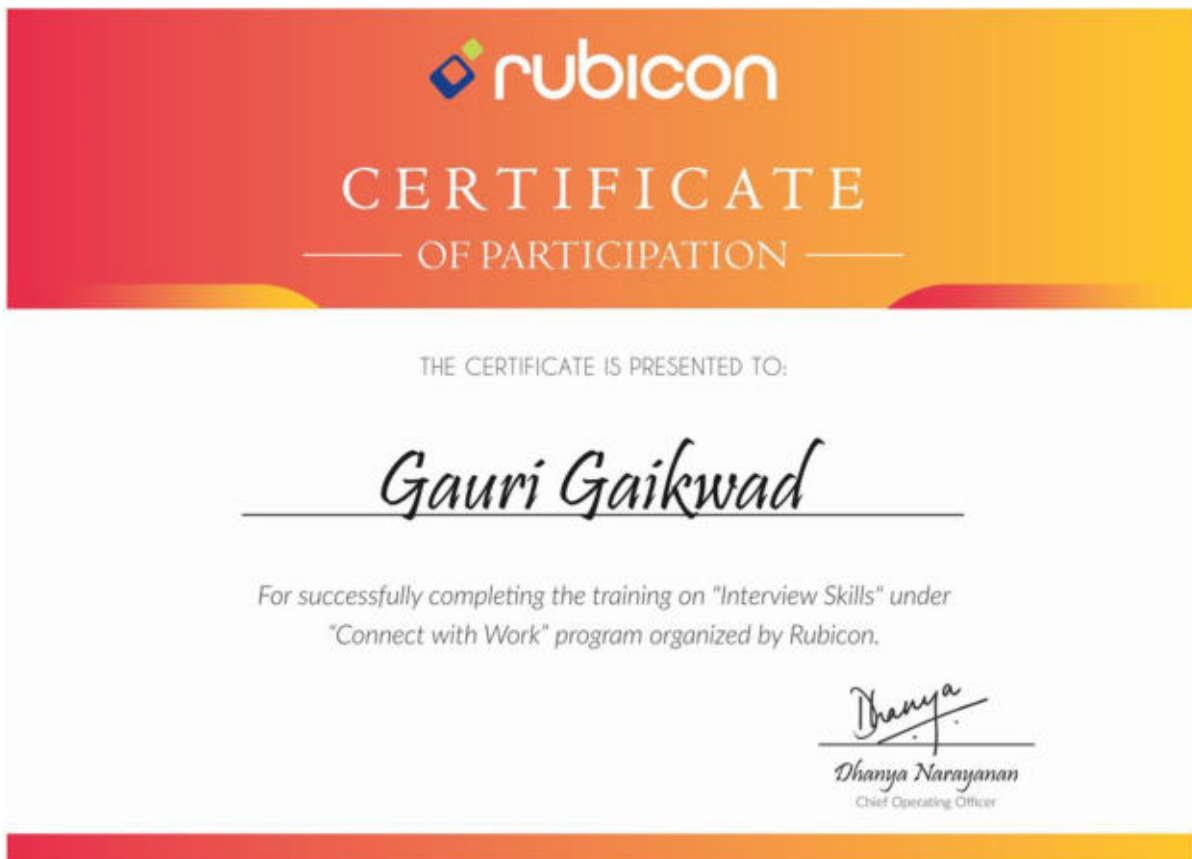 rubicon
CERTIFICATE
OF PARTICIPATION
THE CERTIFICATE IS PRESENTED TO:
Gauri Gaikwad
For successfully completing the training on "Interview Skills" under
"Connect with Work" program organized by Rubicon.
Dhanya
Dhanya Narayanan
Chief Operating Officer